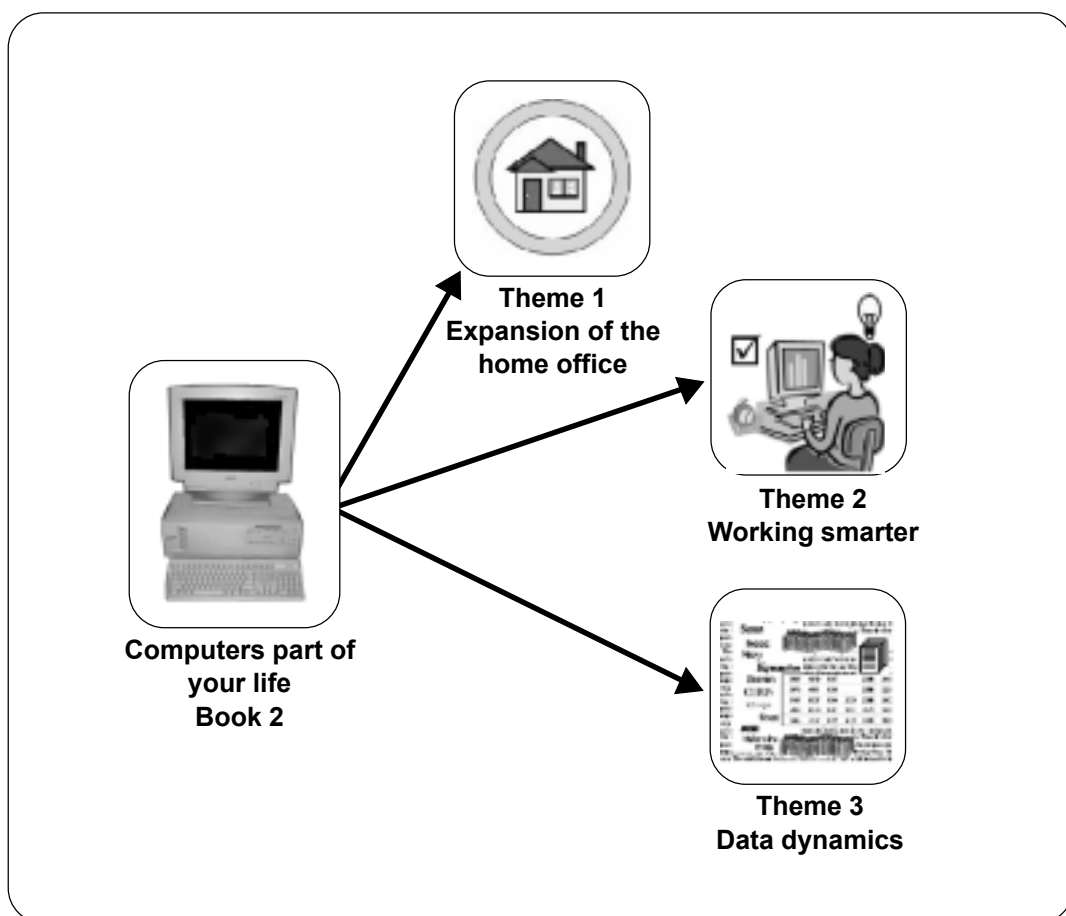 Theme 1
Expansion of the
home office
Theme 2
Working smarter
Computers part of
your life
Book 2
Theme 3
Data dynamics